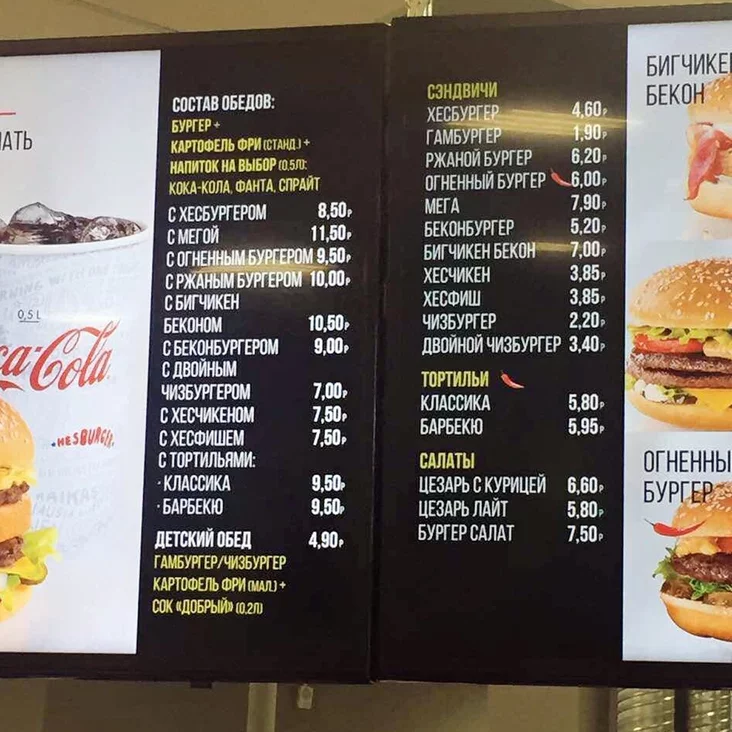 СОСТАВ ОБЕДОВ:
БУРГЕР +
КАРТОФЕЛЬ ФРИ (СТАНД.) +
НАПИТОК НА ВЫБОР (0,5Л):
КОКА-КОЛА, ФАНТА, СПРАЙТ
С ХЕСБУРГЕРОМ 8,50Р
С МЕГОЙ 11,50Р
С ОГНЕННЫМ БУРГЕРОМ 9,50Р
С РЖАНЫМ БУРГЕРОМ 10,00Р
С БИГЧИКЕН
БЕКОНОМ 10,50Р
С БЕКОНБУРГЕРОМ 9,00Р
С ДВОЙНЫМ
ЧИЗБУРГЕРОМ 7,00Р
С ХЕСЧИКЕНОМ 7,50Р
С ХЕСФИШЕМ 7,50Р
С ТОРТИЛЬЯМИ:
·КЛАССИКА 9,50Р
·БАРБЕКЮ 9,50Р
ДЕТСКИЙ ОБЕД 4,90Р
ГАМБУРГЕР/ЧИЗБУРГЕР
КАРТОФЕЛЬ ФРИ (МАЛ.) +
СОК «ДОБРЫЙ» (0,2Л)
СЭНДВИЧИ
ХЕСБУРГЕР 4,60Р
ГАМБУРГЕР 1,90Р
РЖАНОЙ БУРГЕР 6,20Р
ОГНЕННЫЙ БУРГЕР 6,00Р
МЕГА 7,90Р
БЕКОНБУРГЕР 5,20Р
БИГЧИКЕН БЕКОН 7,00Р
ХЕСЧИКЕН 3,85Р
ХЕСФИШ 3,85Р
ЧИЗБУРГЕР 2,20Р
ДВОЙНОЙ ЧИЗБУРГЕР 3,40Р
ТОРТИЛЬИ
КЛАССИКА 5,80Р
БАРБЕКЮ 5,95Р
САЛАТЫ
ЦЕЗАРЬ С КУРИЦЕЙ 6,60Р
ЦЕЗАРЬ ЛАЙТ 5,80Р
БУРГЕР САЛАТ 7,50Р
БИГЧИКЕ
БЕКОН
ОГНЕННЫ
БУРГЕР
0,5 L
ca-Cola
HESBURGER